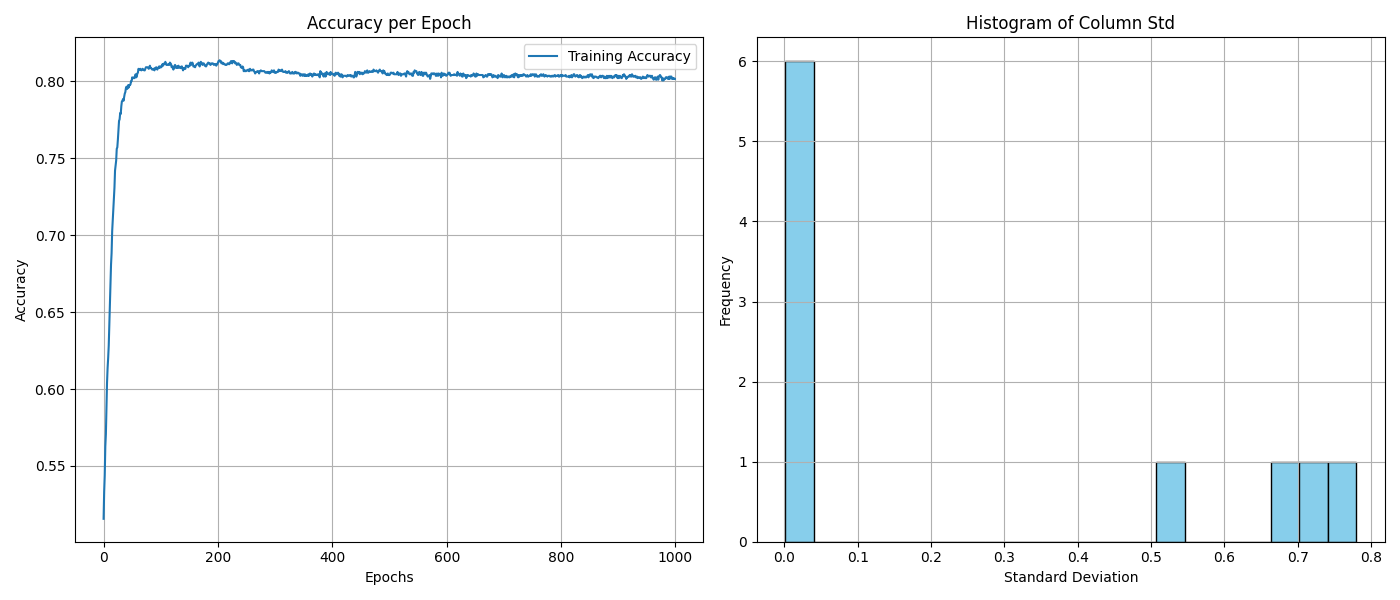 Accuracy per Epoch
Training Accuracy
0.80
0.75
0.70
0.65
0.60
0.55
Accuracy
0 200 400 600 800 1000
Epochs
Histogram of Column Std
6
5
4
3
2
1
0
Frequency
0.0 0.1 0.2 0.3 0.4 0.5 0.6 0.7 0.8
Standard Deviation